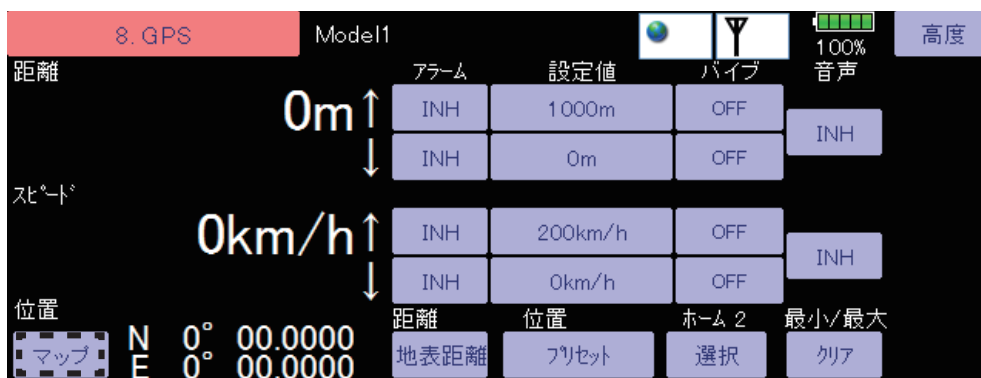 8. GPS Model1 100% 高度
距離 アラーム 設定値 バイブ 音声
0m↑ INH 1000m OFF INH
↓ INH 0m OFF
スピード
0km/h↑ INH 200km/h OFF INH
↓ INH 0km/h OFF
位置 距離 位置 ホーム 2 最小/最大
マップ N 0° 00.0000 地表距離 プリセット 選択 クリア
E 0° 00.0000